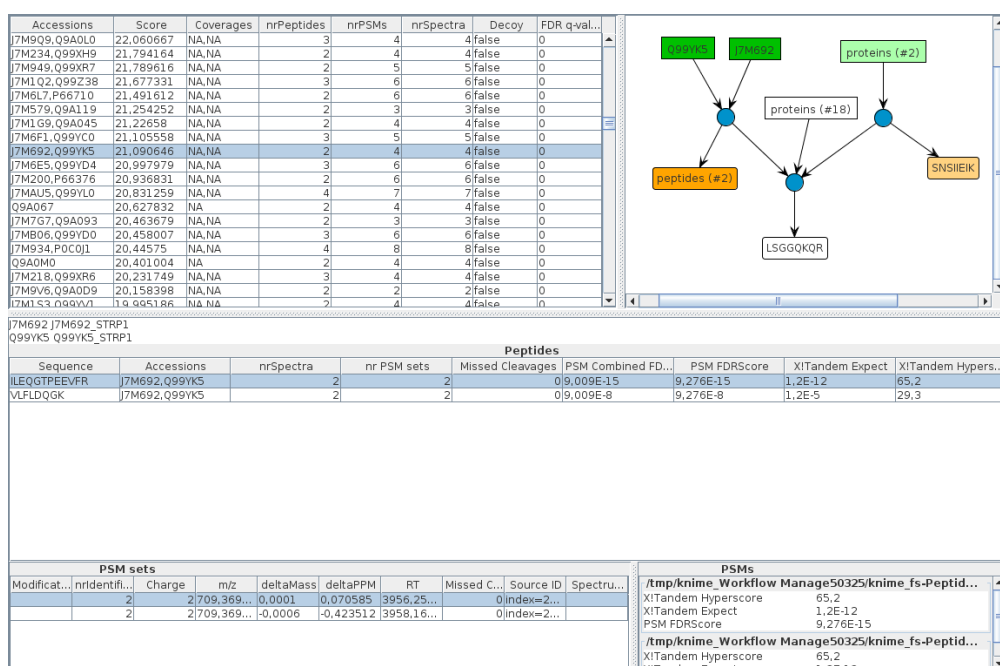 Accessions Score Coverages nrPeptides nrPSMs nrSpectra Decoy FDR q-val...
J7M9Q9,Q9A0L0 22,060667 NA,NA 3 4 4 false 0
J7M234,Q99XH9 21,794164 NA,NA 2 4 4 false 0
J7M949,Q99XR7 21,789616 NA,NA 2 5 5 false 0
J7M1Q2,Q99Z38 21,677331 NA,NA 3 6 6 false 0
J7M6L7,P66710 21,491612 NA,NA 2 6 6 false 0
J7M579,Q9A119 21,254252 NA,NA 2 3 3 false 0
J7M1G9,Q9A045 21,22658 NA,NA 2 4 4 false 0
J7M6F1,Q99YC0 21,105558 NA,NA 3 5 5 false 0
J7M692,Q99YK5 21,090646 NA,NA 2 4 4 false 0
J7M6E5,Q99YD4 20,997979 NA,NA 3 6 6 false 0
J7M200,P66376 20,936831 NA,NA 2 6 6 false 0
J7MAU5,Q99YL0 20,831259 NA,NA 4 7 7 false 0
Q9A067 20,627832 NA 2 4 4 false 0
J7M7G7,Q9A093 20,463679 NA,NA 2 3 3 false 0
J7MB06,Q99YD0 20,458007 NA,NA 3 6 6 false 0
J7M934,P0C0J1 20,44575 NA,NA 4 8 8 false 0
Q9A0M0 20,401004 NA 2 4 4 false 0
J7M218,Q99XR6 20,231749 NA,NA 3 4 4 false 0
J7M9V6,Q9A0D9 20,158398 NA,NA 2 2 2 false 0
J7M1S3,Q99YV1 19,995186 NA,NA 2 4 4 false 0
Q99YK5 J7M692 proteins (#2)
proteins (#18)
peptides (#2) SNSIIEIK
LSGGQKQR
J7M692 J7M692_STRP1
Q99YK5 Q99YK5_STRP1
Peptides
Sequence Accessions nrSpectra nr PSM sets Missed Cleavages PSM Combined FD... PSM FDRScore X!Tandem Expect X!Tandem Hypers...
ILEQGTPEEVFR J7M692,Q99YK5 2 2 0 9,009E-15 9,276E-15 1,2E-12 65,2
VLFLDQGK J7M692,Q99YK5 2 2 0 9,009E-8 9,276E-8 1,2E-5 29,3
PSM sets
Modificat... nrIdentifi... Charge m/z deltaMass deltaPPM RT Missed C... Source ID Spectru...
2 2 709,369... 0,0001 0,070585 3956,25... 0 index=2...
2 2 709,369... -0,0006 -0,423512 3958,16... 0 index=2...
PSMs
/tmp/knime_Workflow Manage50325/knime_fs-Peptid...
X!Tandem Hyperscore 65,2
X!Tandem Expect 1,2E-12
PSM FDRScore 9,276E-15
/tmp/knime_Workflow Manage50325/knime_fs-Peptid...
X!Tandem Hyperscore 65,2